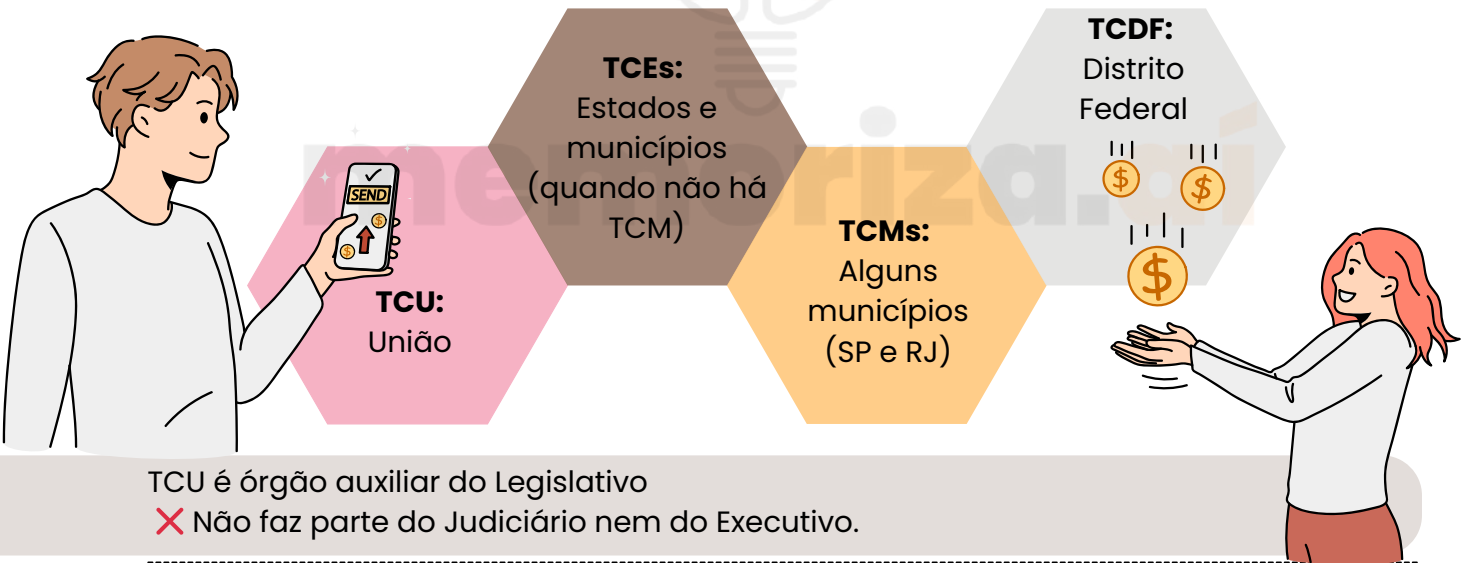 TCEs:
Estados e
municípios
(quando não há
TCM)
TCDF:
Distrito
Federal
SEND
TCU:
União
TCMs:
Alguns
municípios
(SP e RJ)
memoriza.aí
TCU é órgão auxiliar do Legislativo
❌ Não faz parte do Judiciário nem do Executivo.